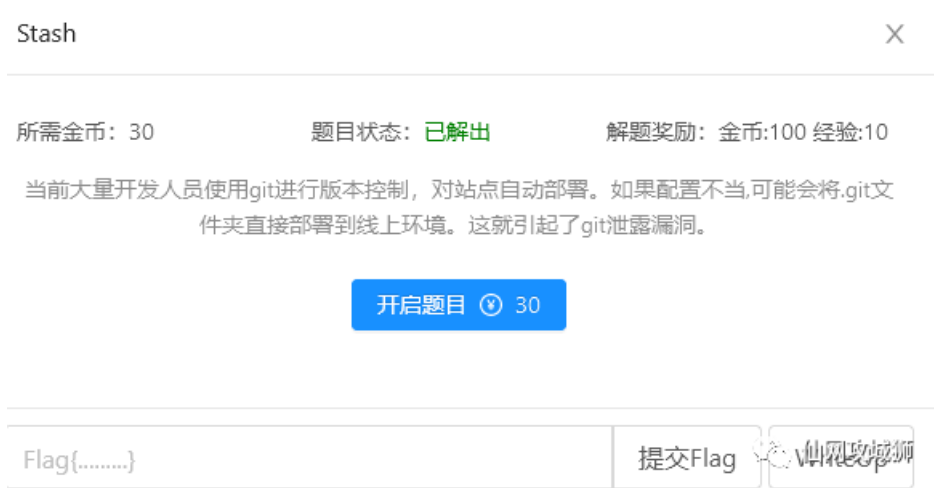 Stash
所需金币：30 题目状态：已解出 解题奖励：金币:100 经验:10
当前大量开发人员使用git进行版本控制，对站点自动部署。如果配置不当,可能会将.git文
件夹直接部署到线上环境。这就引起了git泄露漏洞。
开启题目 ¥ 30
Flag{.........} 提交Flag WriteUp
仙网攻城狮